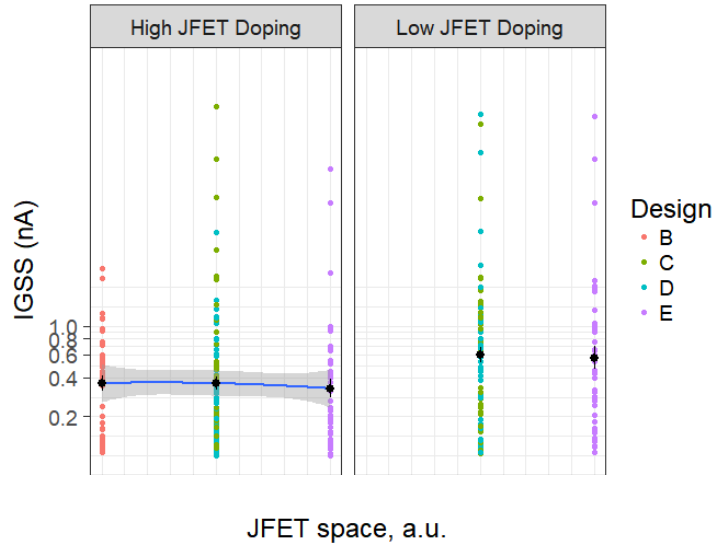 High JFET Doping
Low JFET Doping
IGSS (nA)
1.0
0.8
0.6
0.4
0.2
JFET space, a.u.
Design
B
C
D
E